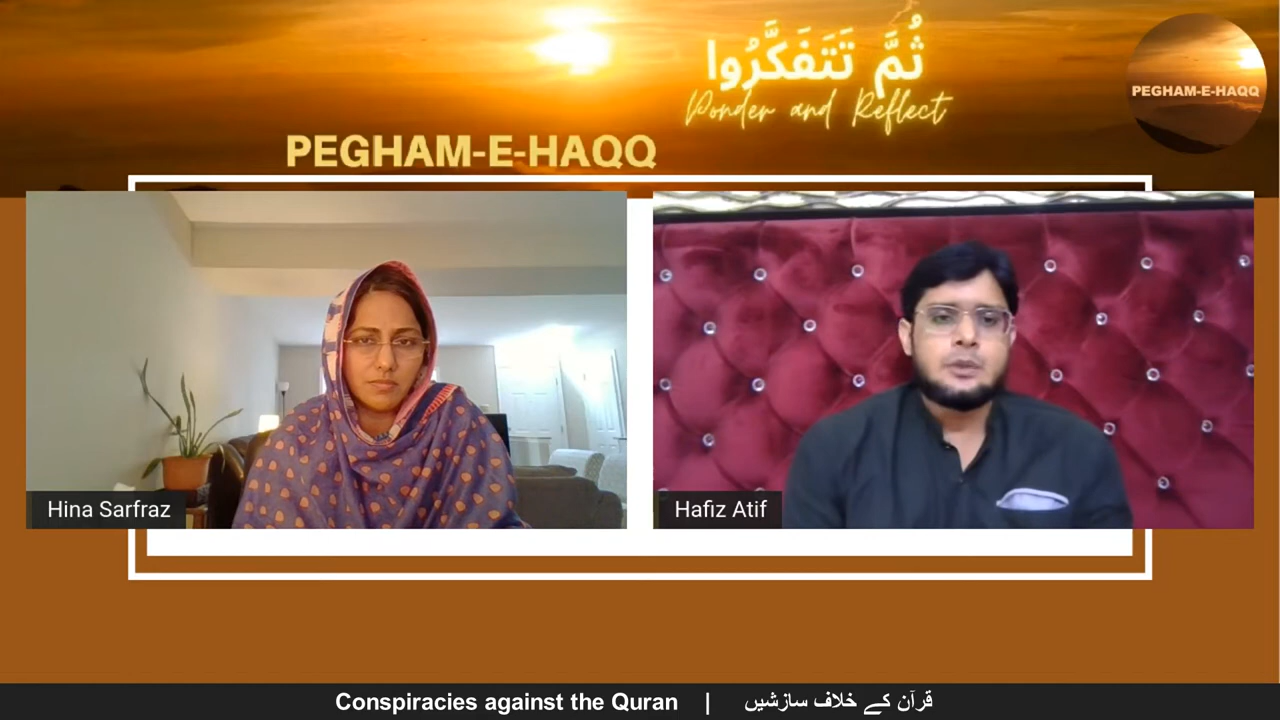 ثُمَّ تَتَفَكَّرُوا
Ponder and Reflect
PEGHAM-E-HAQQ
PEGHAM-E-HAQQ
Hina Sarfraz
Hafiz Atif
Conspiracies against the Quran | قرآن کے خلاف سازشیں